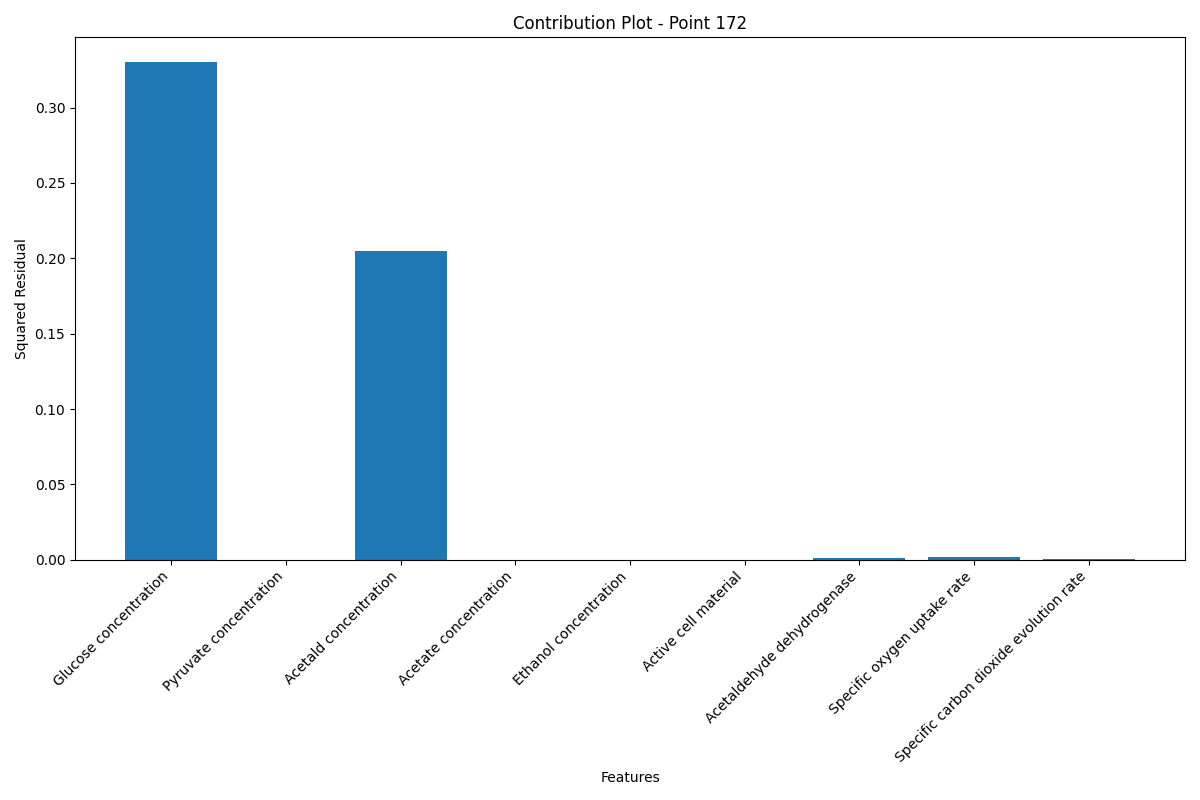 Contribution Plot - Point 172
Squared Residual
0.30
0.25
0.20
0.15
0.10
0.05
0.00
Glucose concentration
Pyruvate concentration
Acetald concentration
Acetate concentration
Ethanol concentration
Active cell material
Acetaldehyde dehydrogenase
Specific oxygen uptake rate
Specific carbon dioxide evolution rate
Features